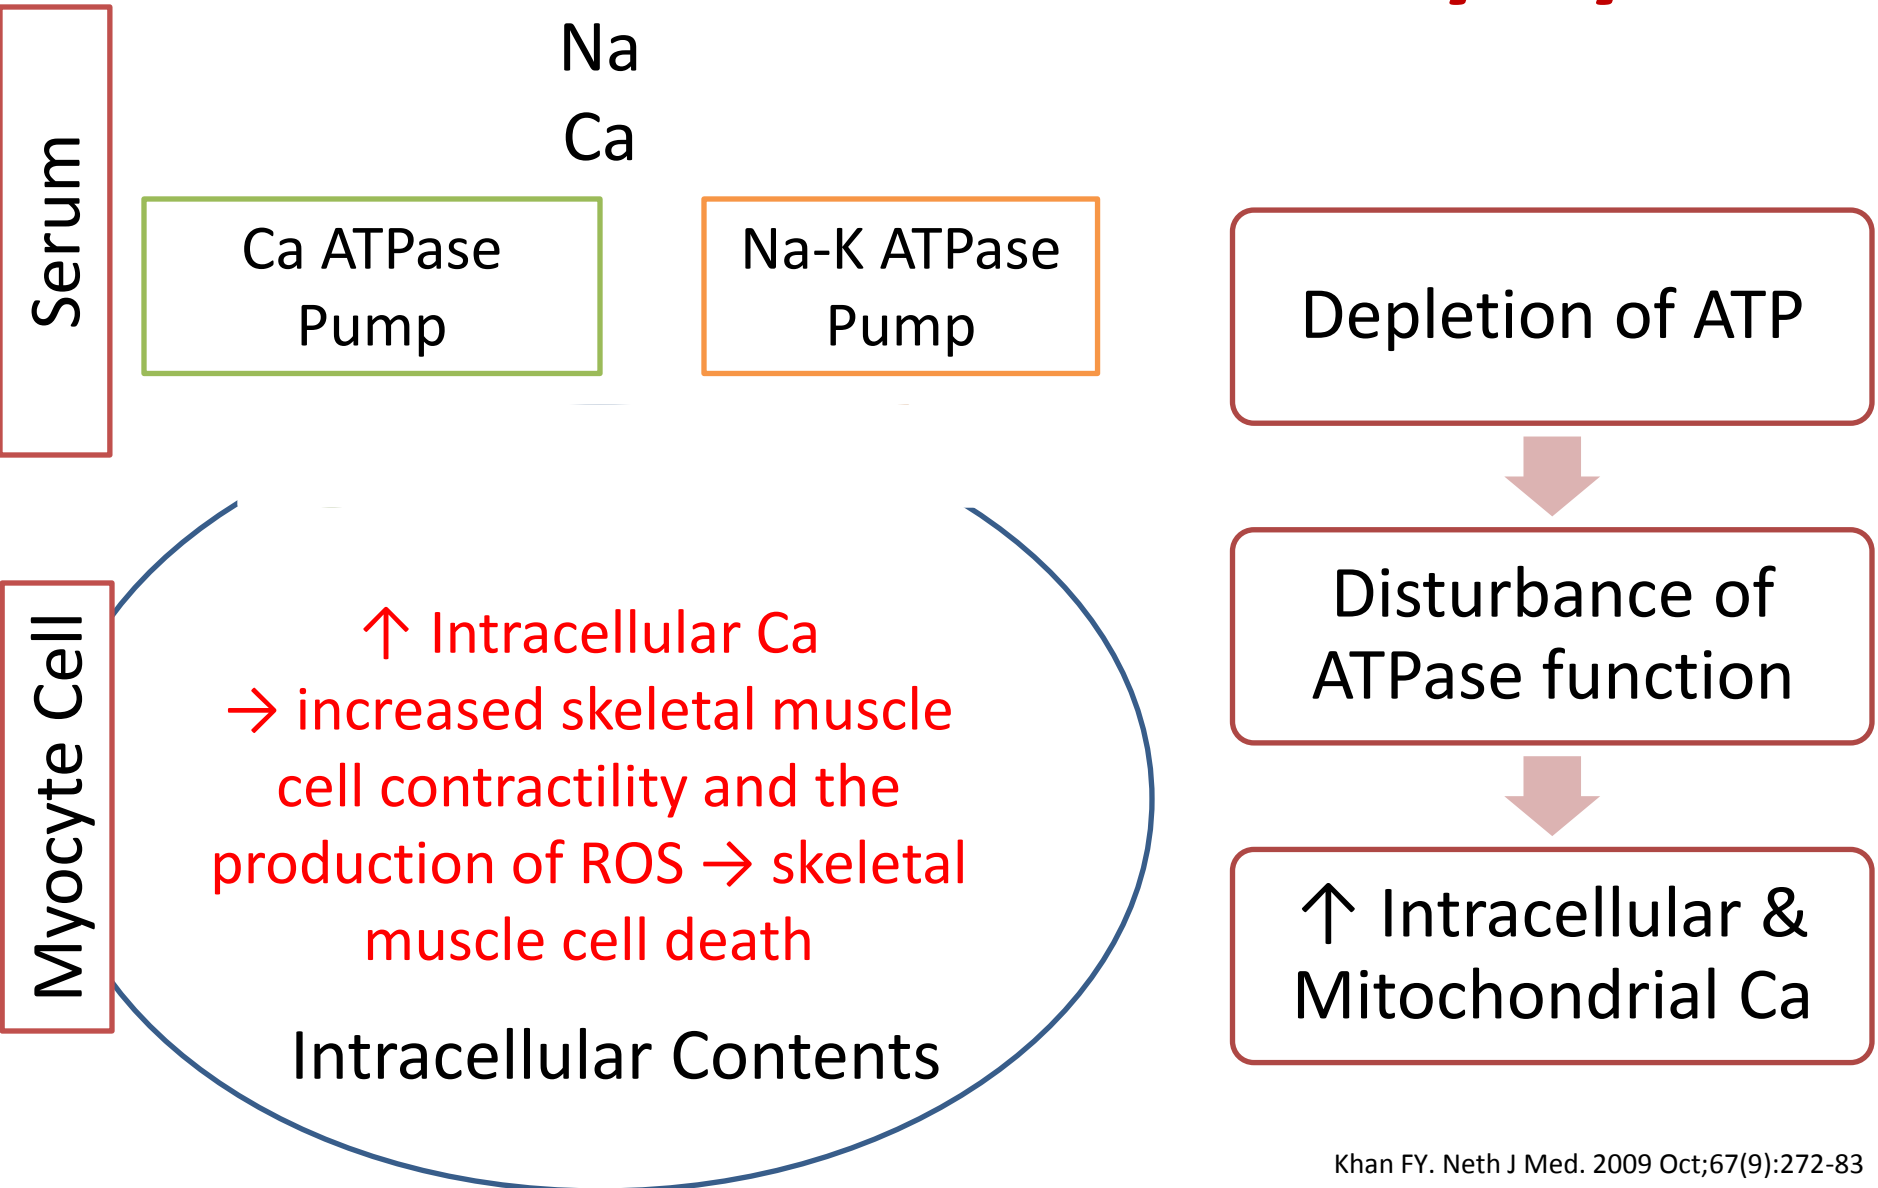 Serum
Na
Ca
Ca ATPase
Pump
Na-K ATPase
Pump
Myocyte Cell
↑ Intracellular Ca
→ increased skeletal muscle
cell contractility and the
production of ROS → skeletal
muscle cell death
Intracellular Contents
Depletion of ATP
Disturbance of
ATPase function
↑ Intracellular &
Mitochondrial Ca
Khan FY. Neth J Med. 2009 Oct;67(9):272-83